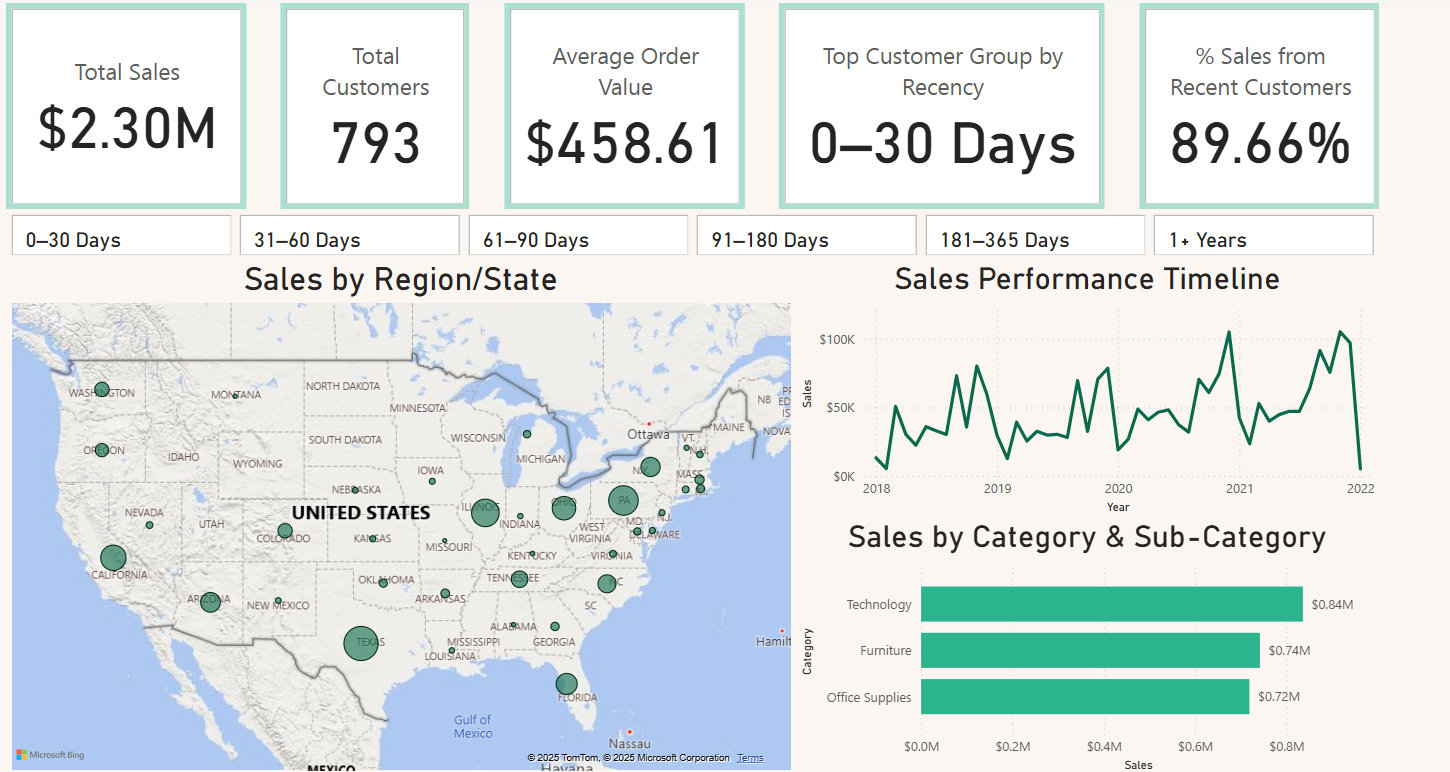 Total Sales
$2.30M
Total
Customers
793
Average Order
Value
$458.61
Top Customer Group by
Recency
0–30 Days
% Sales from
Recent Customers
89.66%
0–30 Days
31–60 Days
61–90 Days
91–180 Days
181–365 Days
1+ Years
Sales by Region/State
WASHINGTON
MONTANA
NORTH DAKOTA
MINNESOTA
OREGON
IDAHO
SOUTH DAKOTA
WISCONSIN
MICHIGAN
Ottawa
VT.
N.H.
MAINE
NB
NOVA
WYOMING
IOWA
N.Y.
MASS
NEBRASKA
NEVADA
UTAH
UNITED STATES
ILLINOIS
INDIANA
OHIO
PA
N.J.
MD.
DELAWARE
COLORADO
KANSAS
MISSOURI
WEST
VIRGINIA
KENTUCKY
VIRGINIA
CALIFORNIA
ARIZONA
NEW MEXICO
OKLAHOMA
ARKANSAS
TENNESSEE
NC
SC
TEXAS
MISSISSIPPI
ALABAMA
GEORGIA
LOUISIANA
FLORIDA
Hamilt
Gulf of
Mexico
Nassau
Havana
MEXICO
Microsoft Bing
© 2025 TomTom, © 2025 Microsoft Corporation Terms
Sales Performance Timeline
Sales
$100K
$50K
$0K
2018
2019
2020
2021
2022
Year
Sales by Category & Sub-Category
Category
Technology
$0.84M
Furniture
$0.74M
Office Supplies
$0.72M
$0.0M
$0.2M
$0.4M
$0.6M
$0.8M
Sales